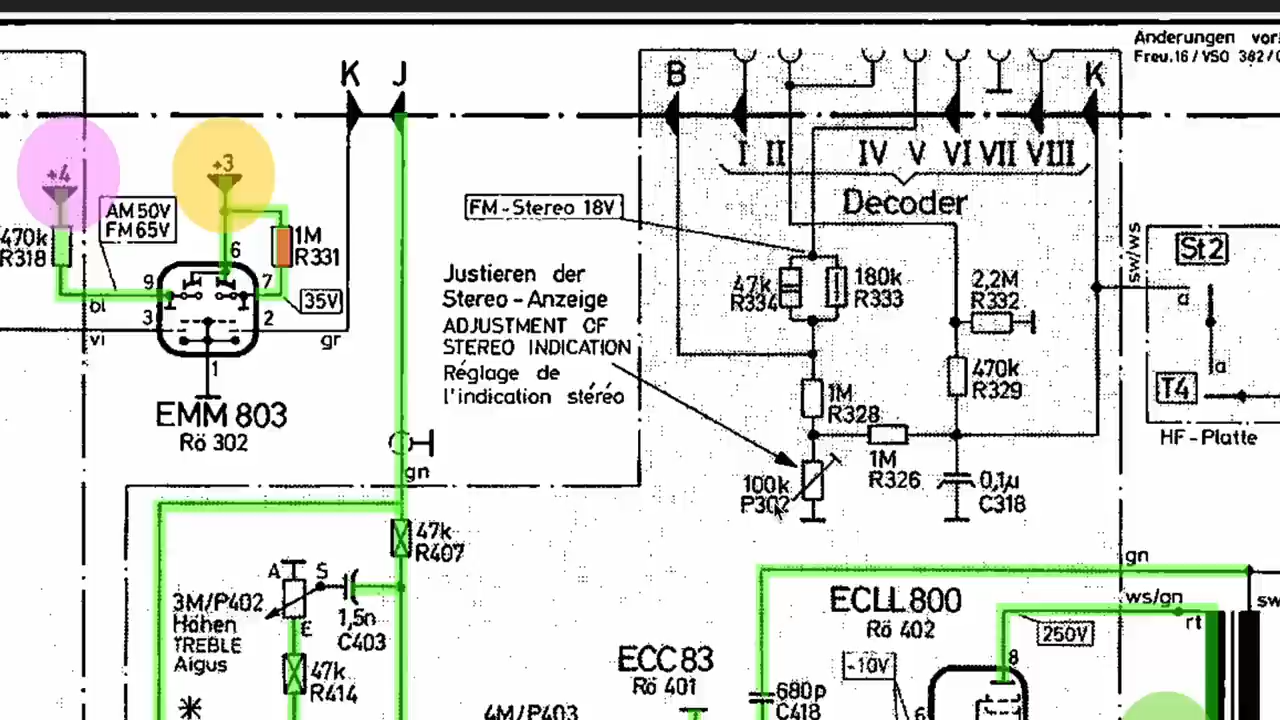 Änderungen vor
Freu.16/VSO 382/
K J
B
K
+4
+3
I II IV V VI VII VIII
Decoder
AM 50V
FM 65V
FM-Stereo 18V
470k
R318
1M
R331
6
9
7
3
2
1
35V
bl
vi
gr
sw/ws
St2
a
a
T4
HF-Platte
Justieren der
Stereo-Anzeige
ADJUSTMENT OF
STEREO INDICATION
Réglage de
l'indication stéréo
47k
R334
180k
R333
2,2M
R332
470k
R329
1M
R328
1M
R326
100k
P302
0,1µ
C318
EMM 803
Rö 302
gn
47k
R407
A
S
E
3M/P402
Höhen
TREBLE
Aigus
1,5n
C403
47k
R414
*
gn
ws/gn
rt
sw
ECLL 800
Rö 402
250V
-10V
8
6
ECC 83
Rö 401
680p
C418
4M/P403